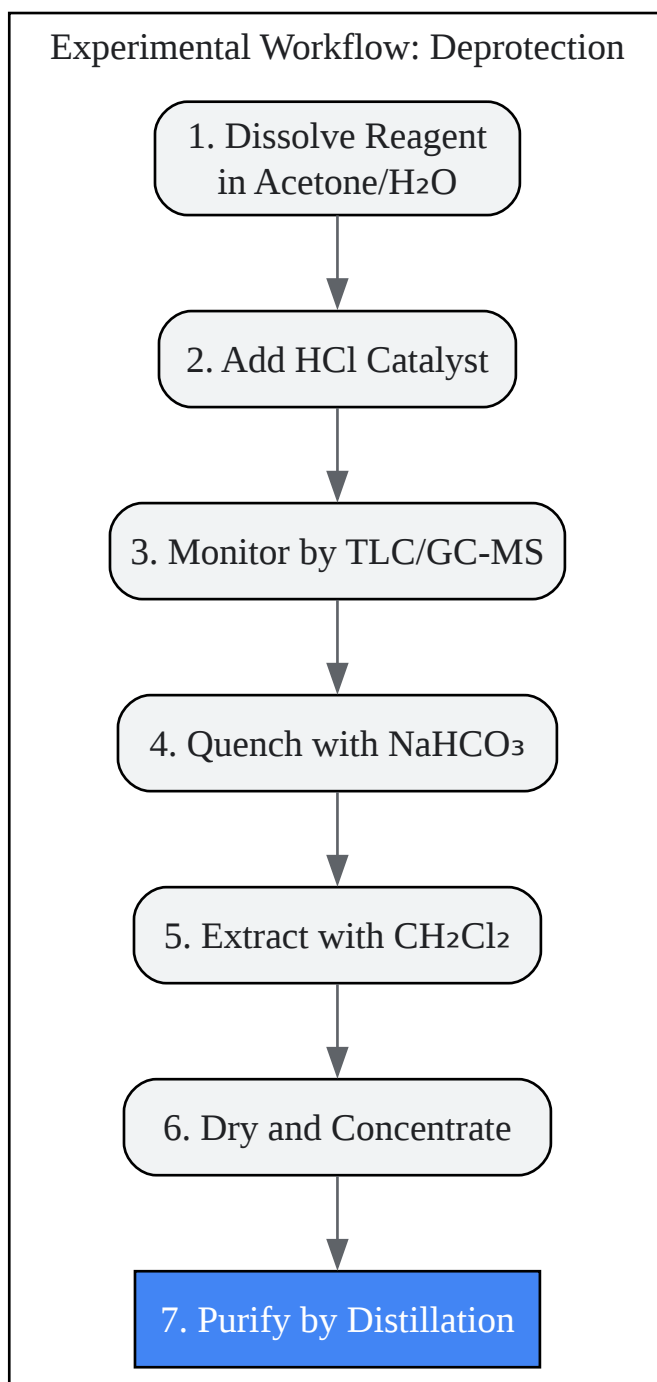 Experimental Workflow: Deprotection
1. Dissolve Reagent
in Acetone/H₂O
2. Add HCl Catalyst
3. Monitor by TLC/GC-MS
4. Quench with NaHCO₃
5. Extract with CH₂Cl₂
6. Dry and Concentrate
7. Purify by Distillation